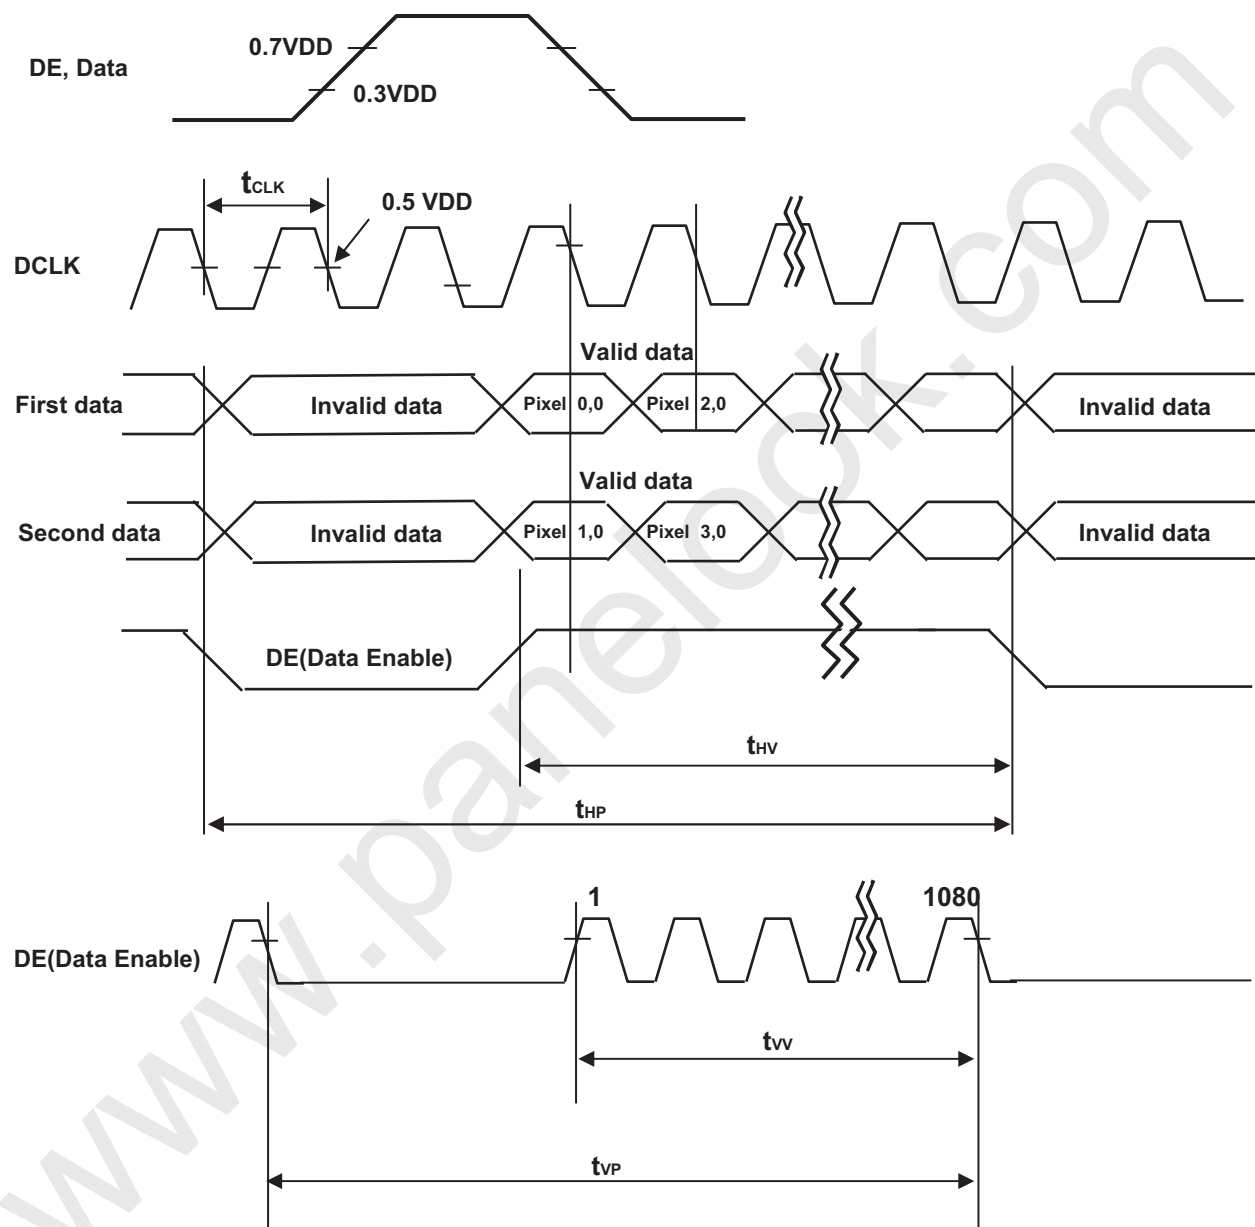 0.7VDD
DE, Data
0.3VDD
tCLK
0.5 VDD
DCLK
Valid data
First data
Invalid data
Pixel 0,0
Pixel 2,0
Invalid data
Valid data
Second data
Invalid data
Pixel 1,0
Pixel 3,0
Invalid data
DE(Data Enable)
tHV
tHP
1
1080
DE(Data Enable)
tVV
tVP
www.panelook.com